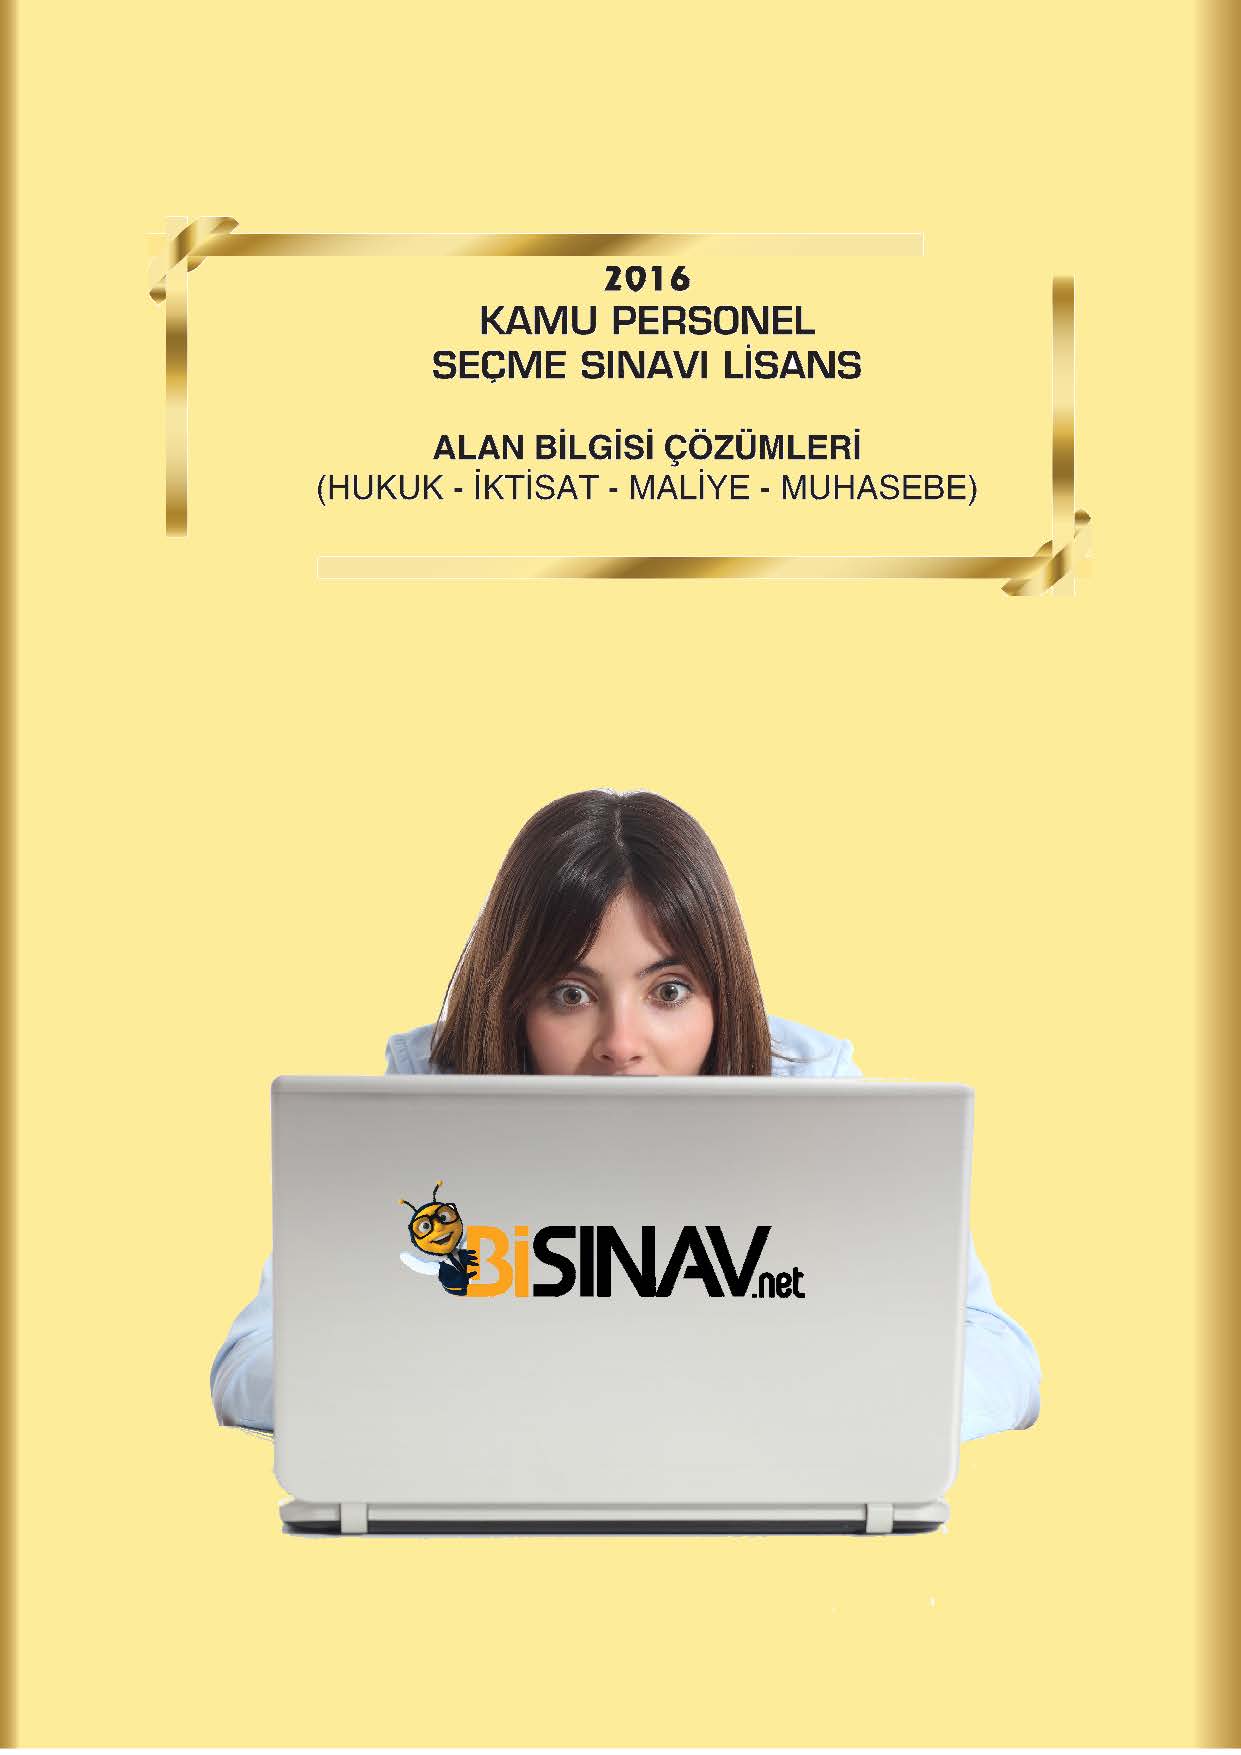 2016
KAMU PERSONEL
SEÇME SINAVI LİSANS
ALAN BİLGİSİ ÇÖZÜMLERİ
(HUKUK - İKTİSAT - MALİYE - MUHASEBE)
BiSINAV.net